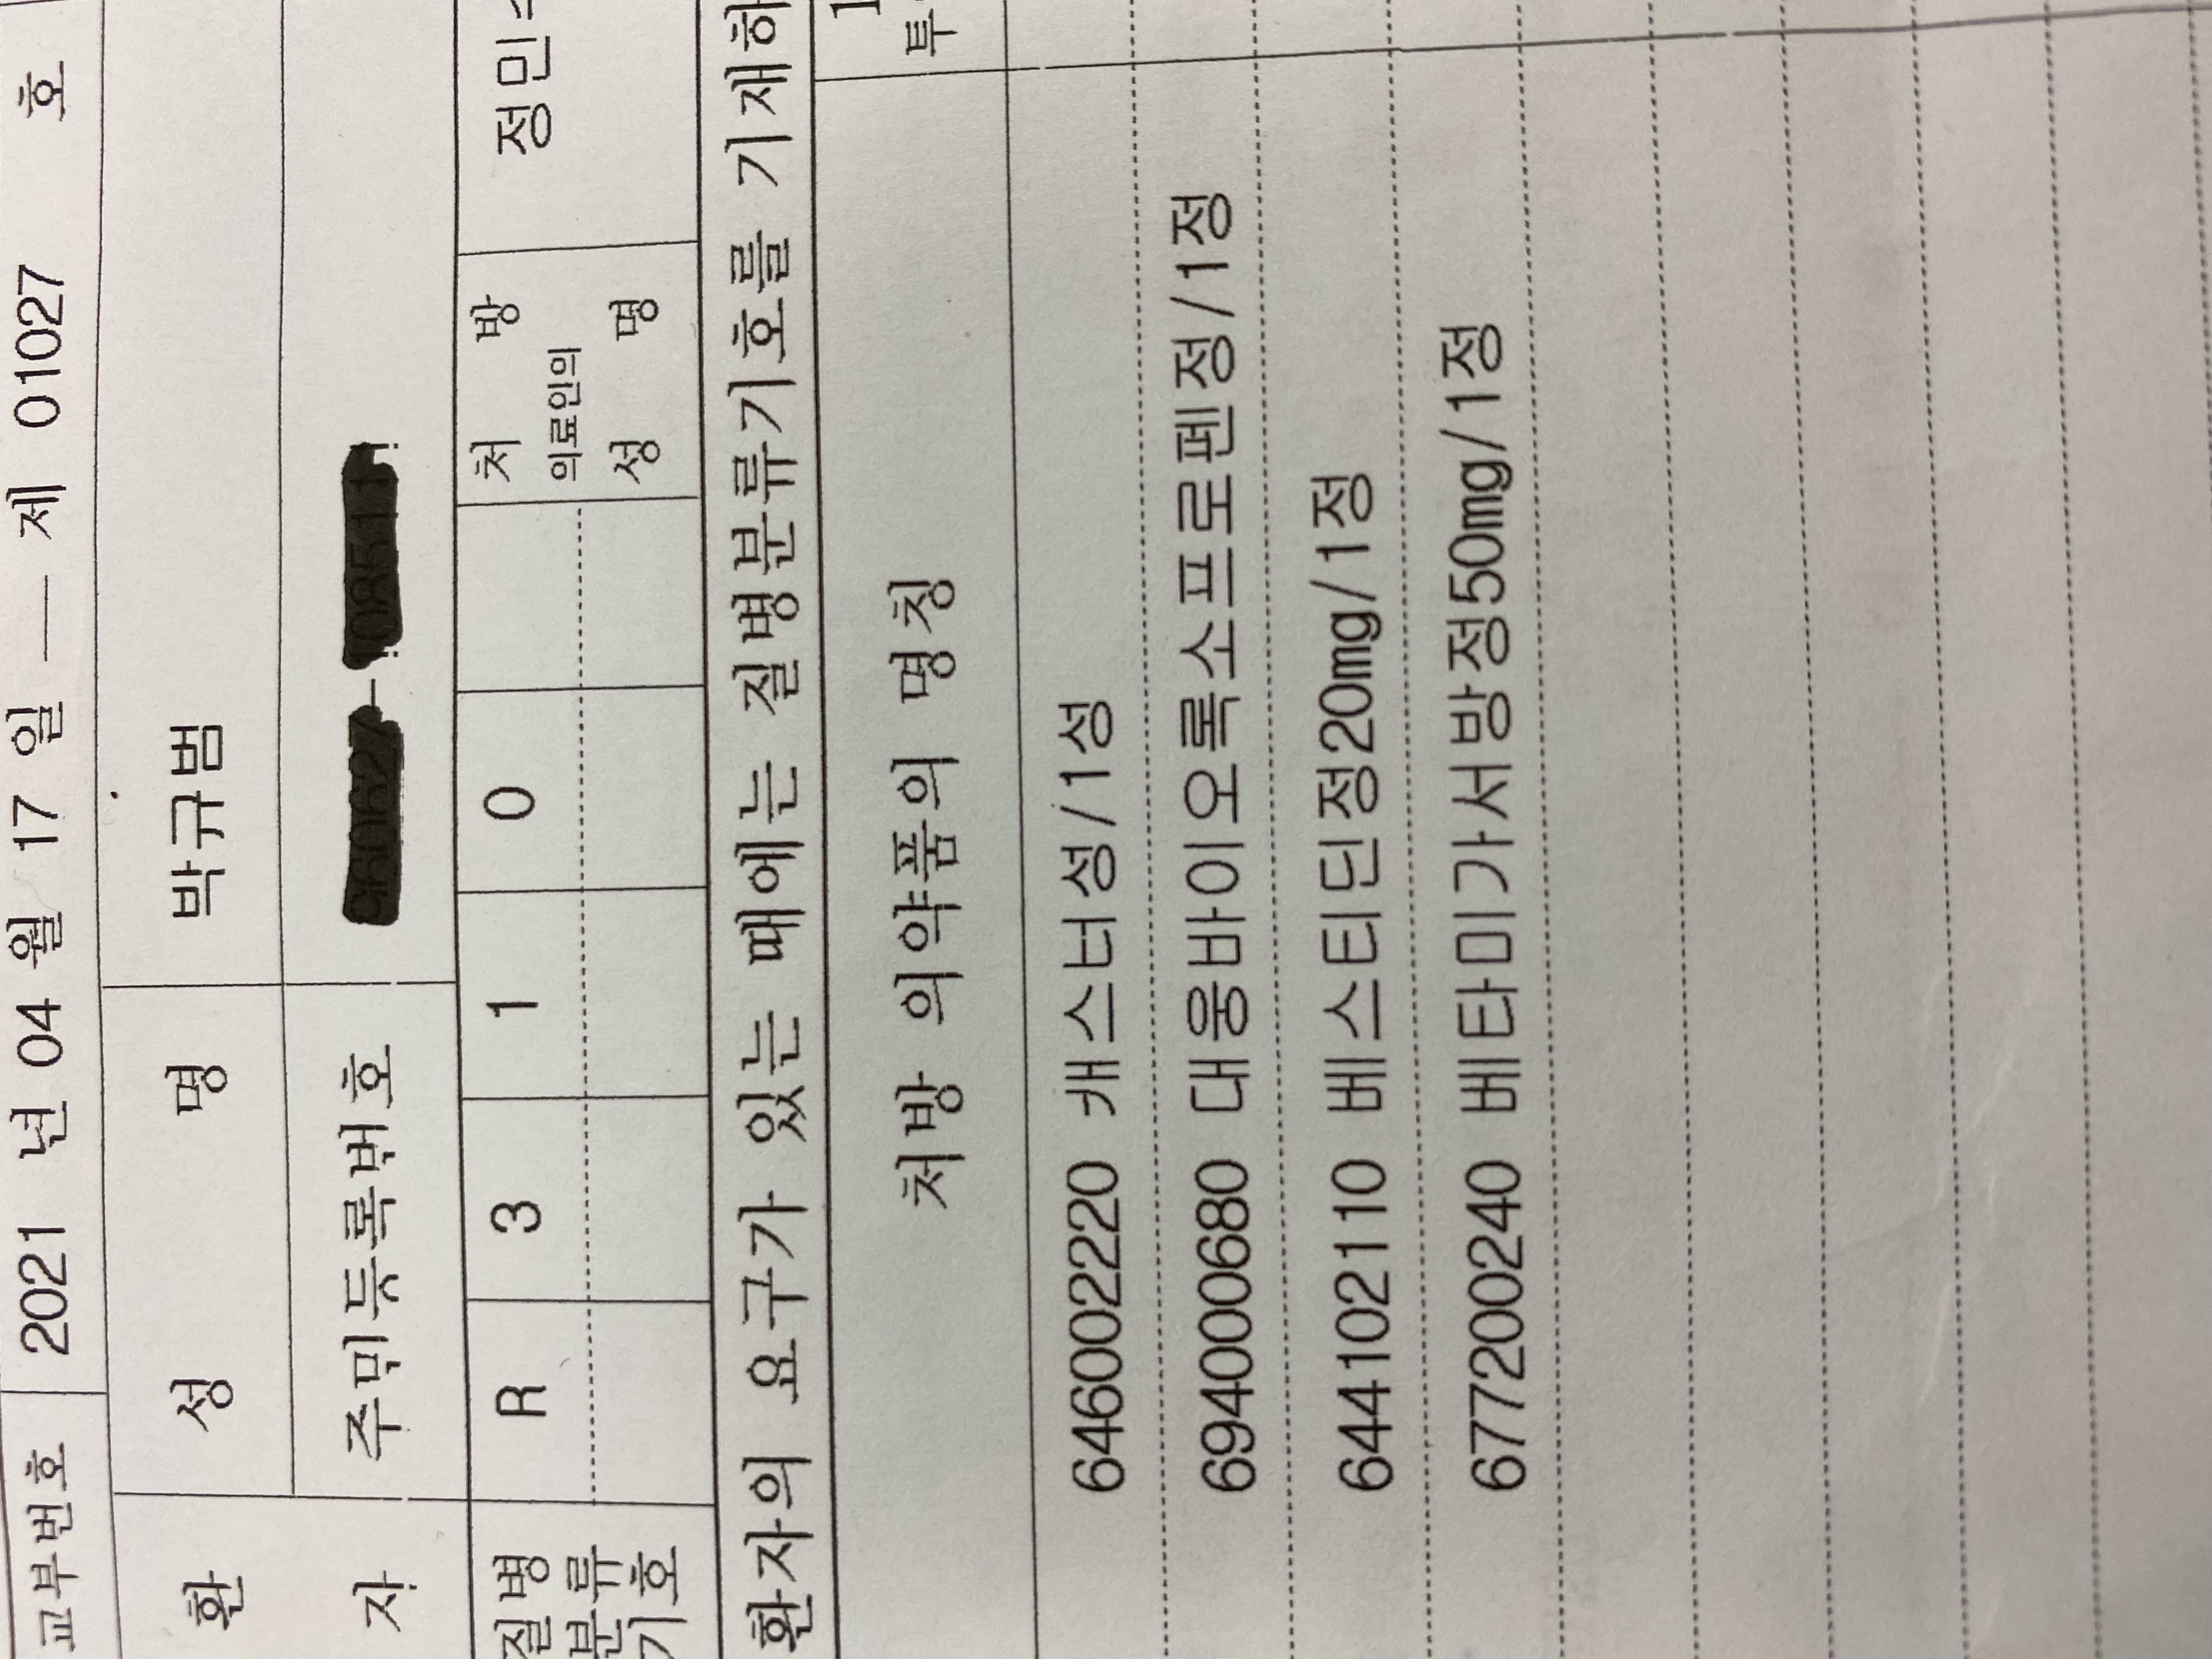 교부번호 2021 년 04 월 17 일 — 제 01027 호
환 성 명 박규범
자 주민등록번호
질병 R 3 1 0 처 방 정민
분류 의료인의
기호 성 명
환자의 요구가 있는 때에는 질병분류기호를 기재하
처방 의약품의 명칭
646002220 캐스터정/1정
694000680 대웅바이오록소프로펜정/1정
644102110 베스티딘정20mg/1정
677200240 베타미가서방정50mg/1정